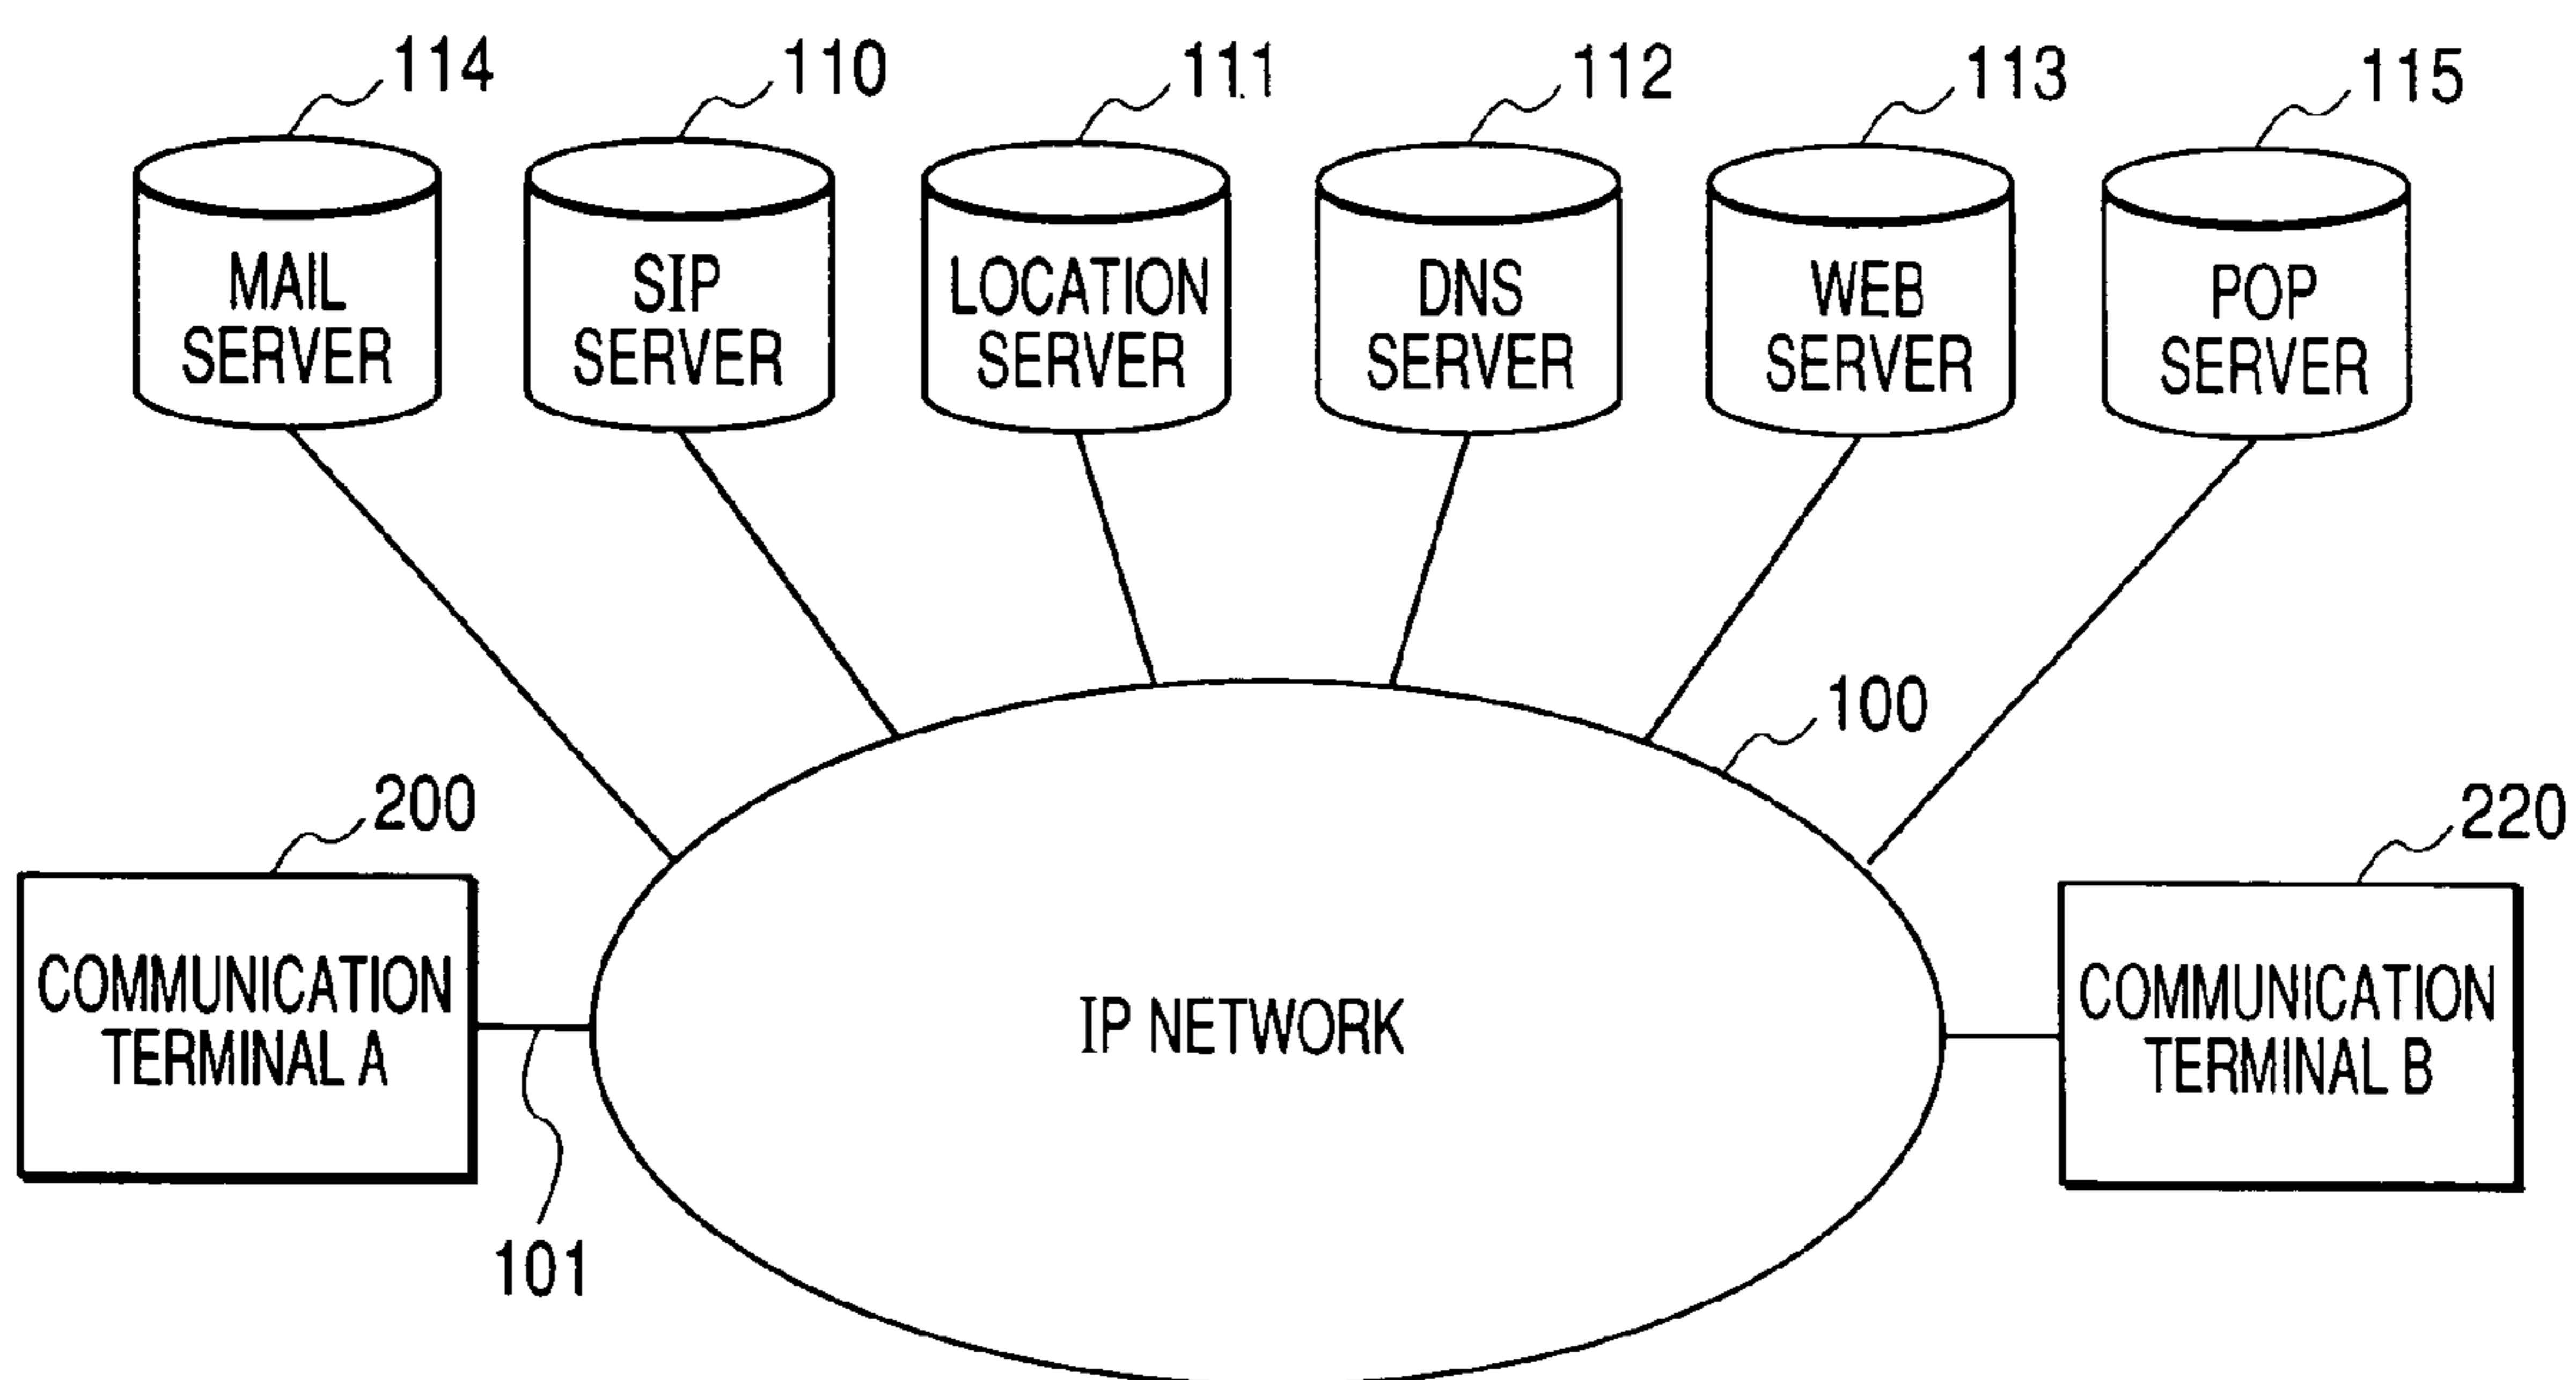 114
110
111
112
113
115
MAIL
SERVER
SIP
SERVER
LOCATION
SERVER
DNS
SERVER
WEB
SERVER
POP
SERVER
100
200
220
COMMUNICATION
TERMINAL A
IP NETWORK
COMMUNICATION
TERMINAL B
101